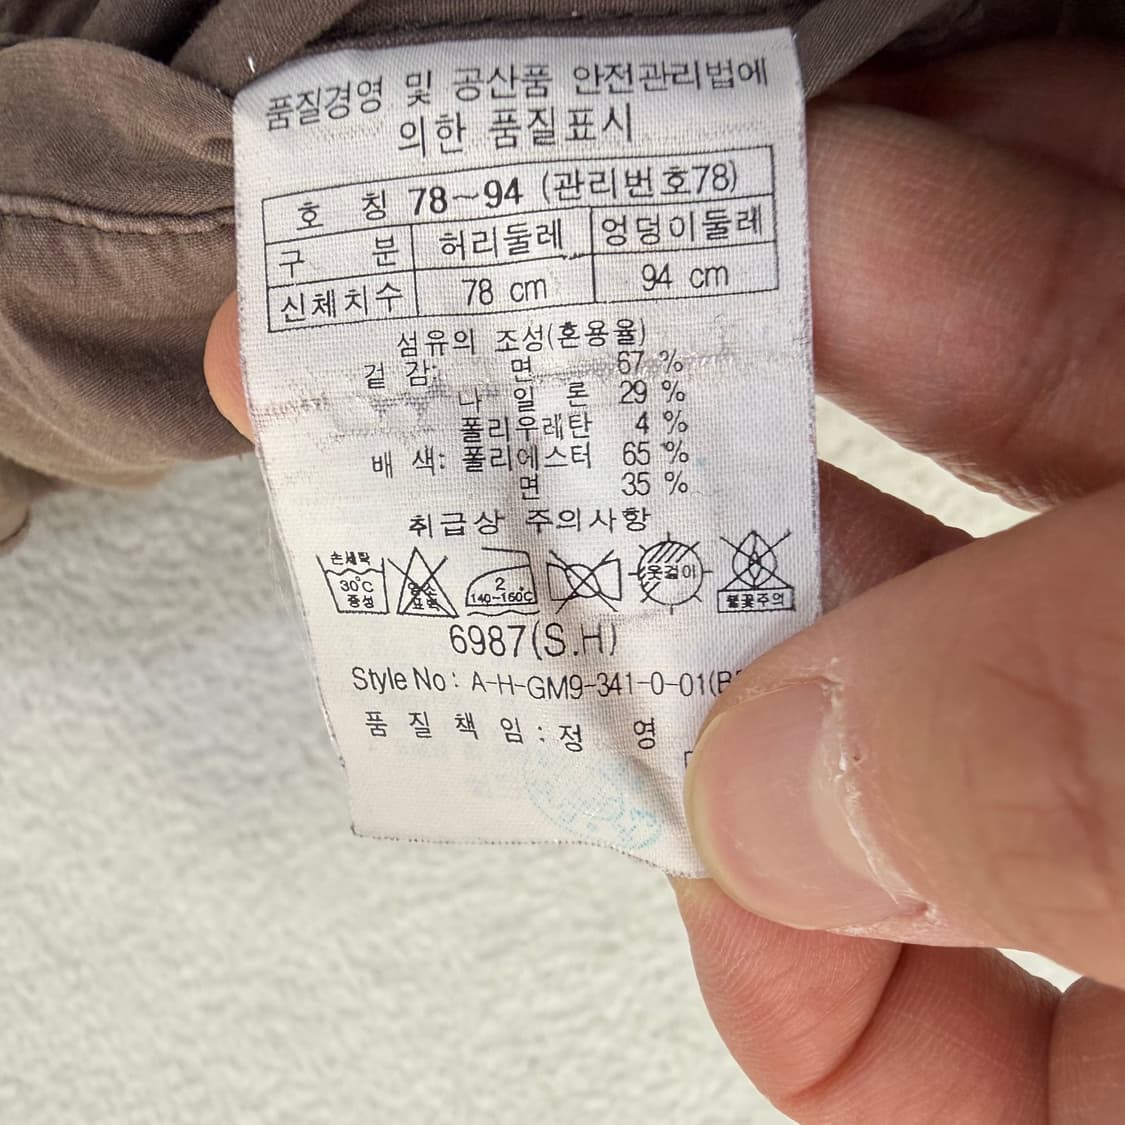 품질경영 및 공산품 안전관리법에
의한 품질표시
호 칭 78~94 (관리번호78)
구 분 허리둘레 엉덩이둘레
신체치수 78 cm 94 cm
섬유의 조성(혼용율)
겉 감: 면 67 %
나 일 론 29 %
폴리우레탄 4 %
배 색: 폴리에스터 65 %
면 35 %
취급상 주의사항
손세탁 30°C 중성 염소 표백 2 140~160°C 옷걸이 불꽃주의
6987(S.H)
Style No: A-H-GM9-341-0-01(B
품 질 책 임 : 정 영